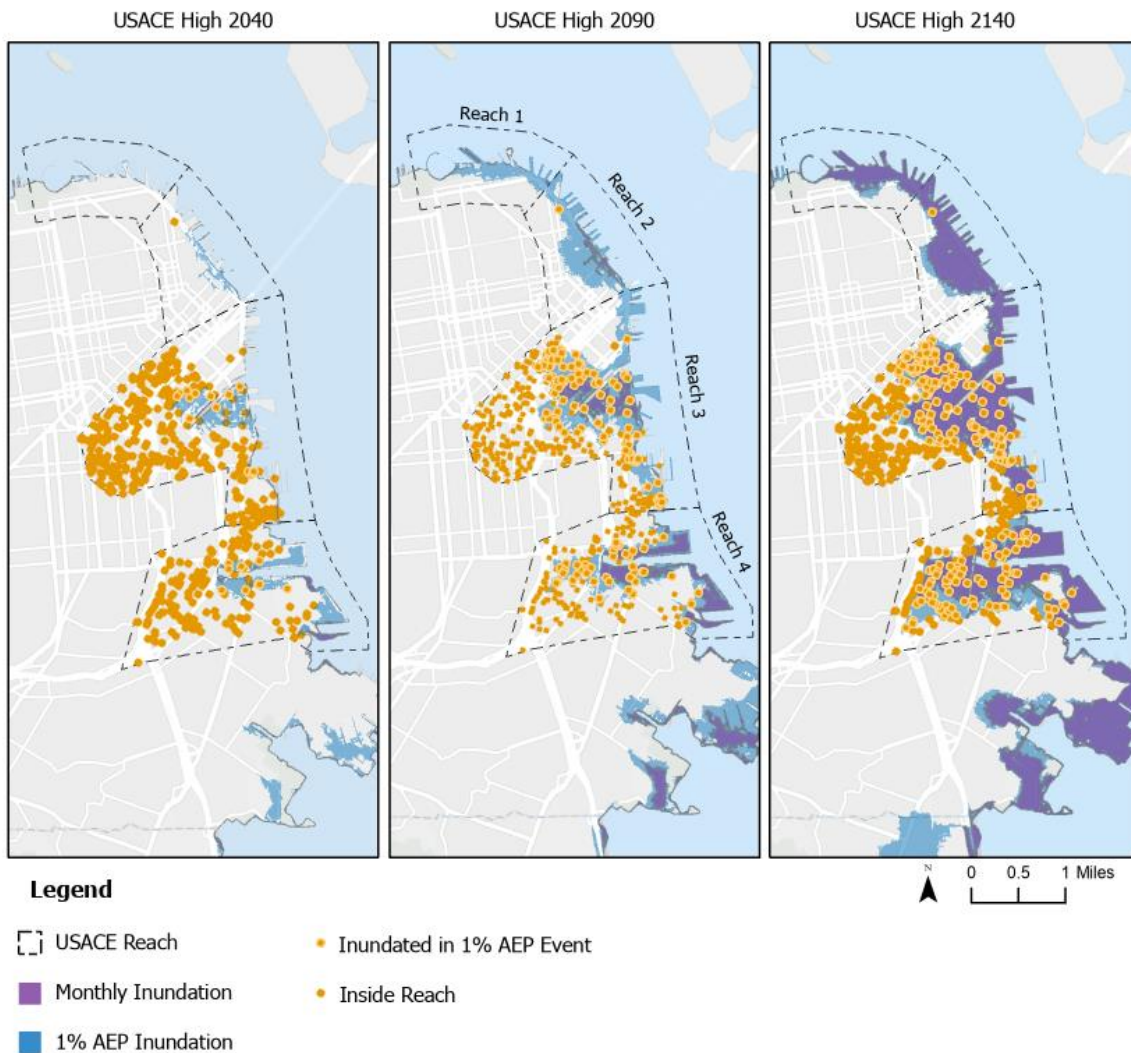 USACE High 2040
USACE High 2090
USACE High 2140
Reach 1
Reach 2
Reach 3
Reach 4
N
0 0.5 1 Miles
Legend
USACE Reach
Monthly Inundation
1% AEP Inundation
Inundated in 1% AEP Event
Inside Reach